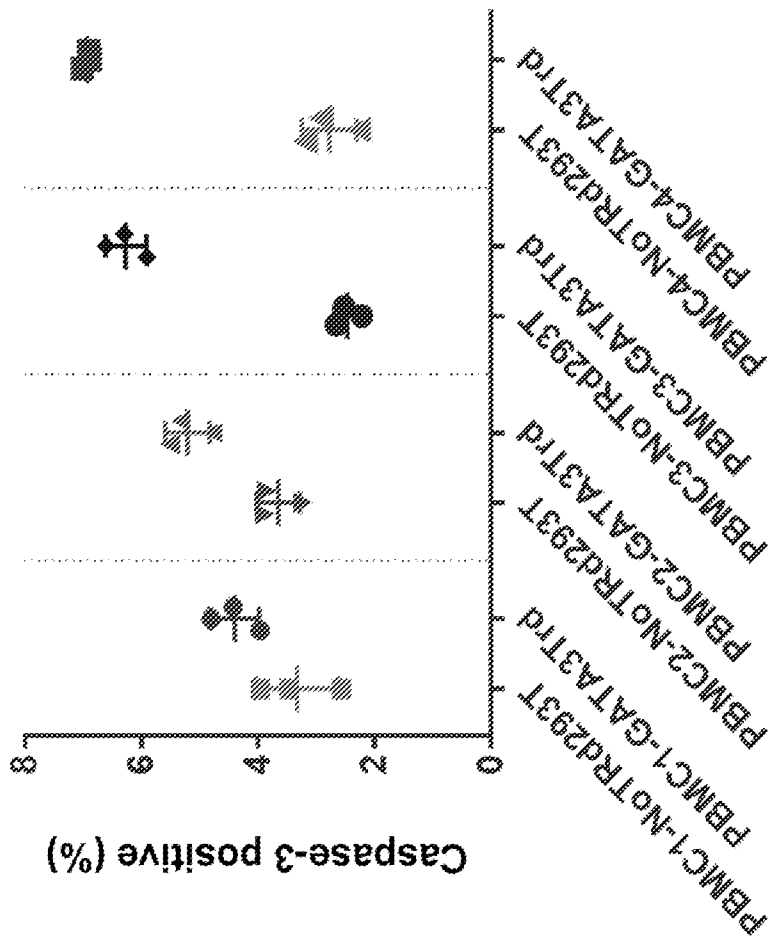 Caspase-3 positive (%)
8
6
4
2
0
PBMC1-NoTRd293T
PBMC1-GATA3Trd
PBMC2-NoTRd293T
PBMC2-GATA3Trd
PBMC3-NoTRd293T
PBMC3-GATA3Trd
PBMC4-NoTRd293T
PBMC4-GATA3Trd